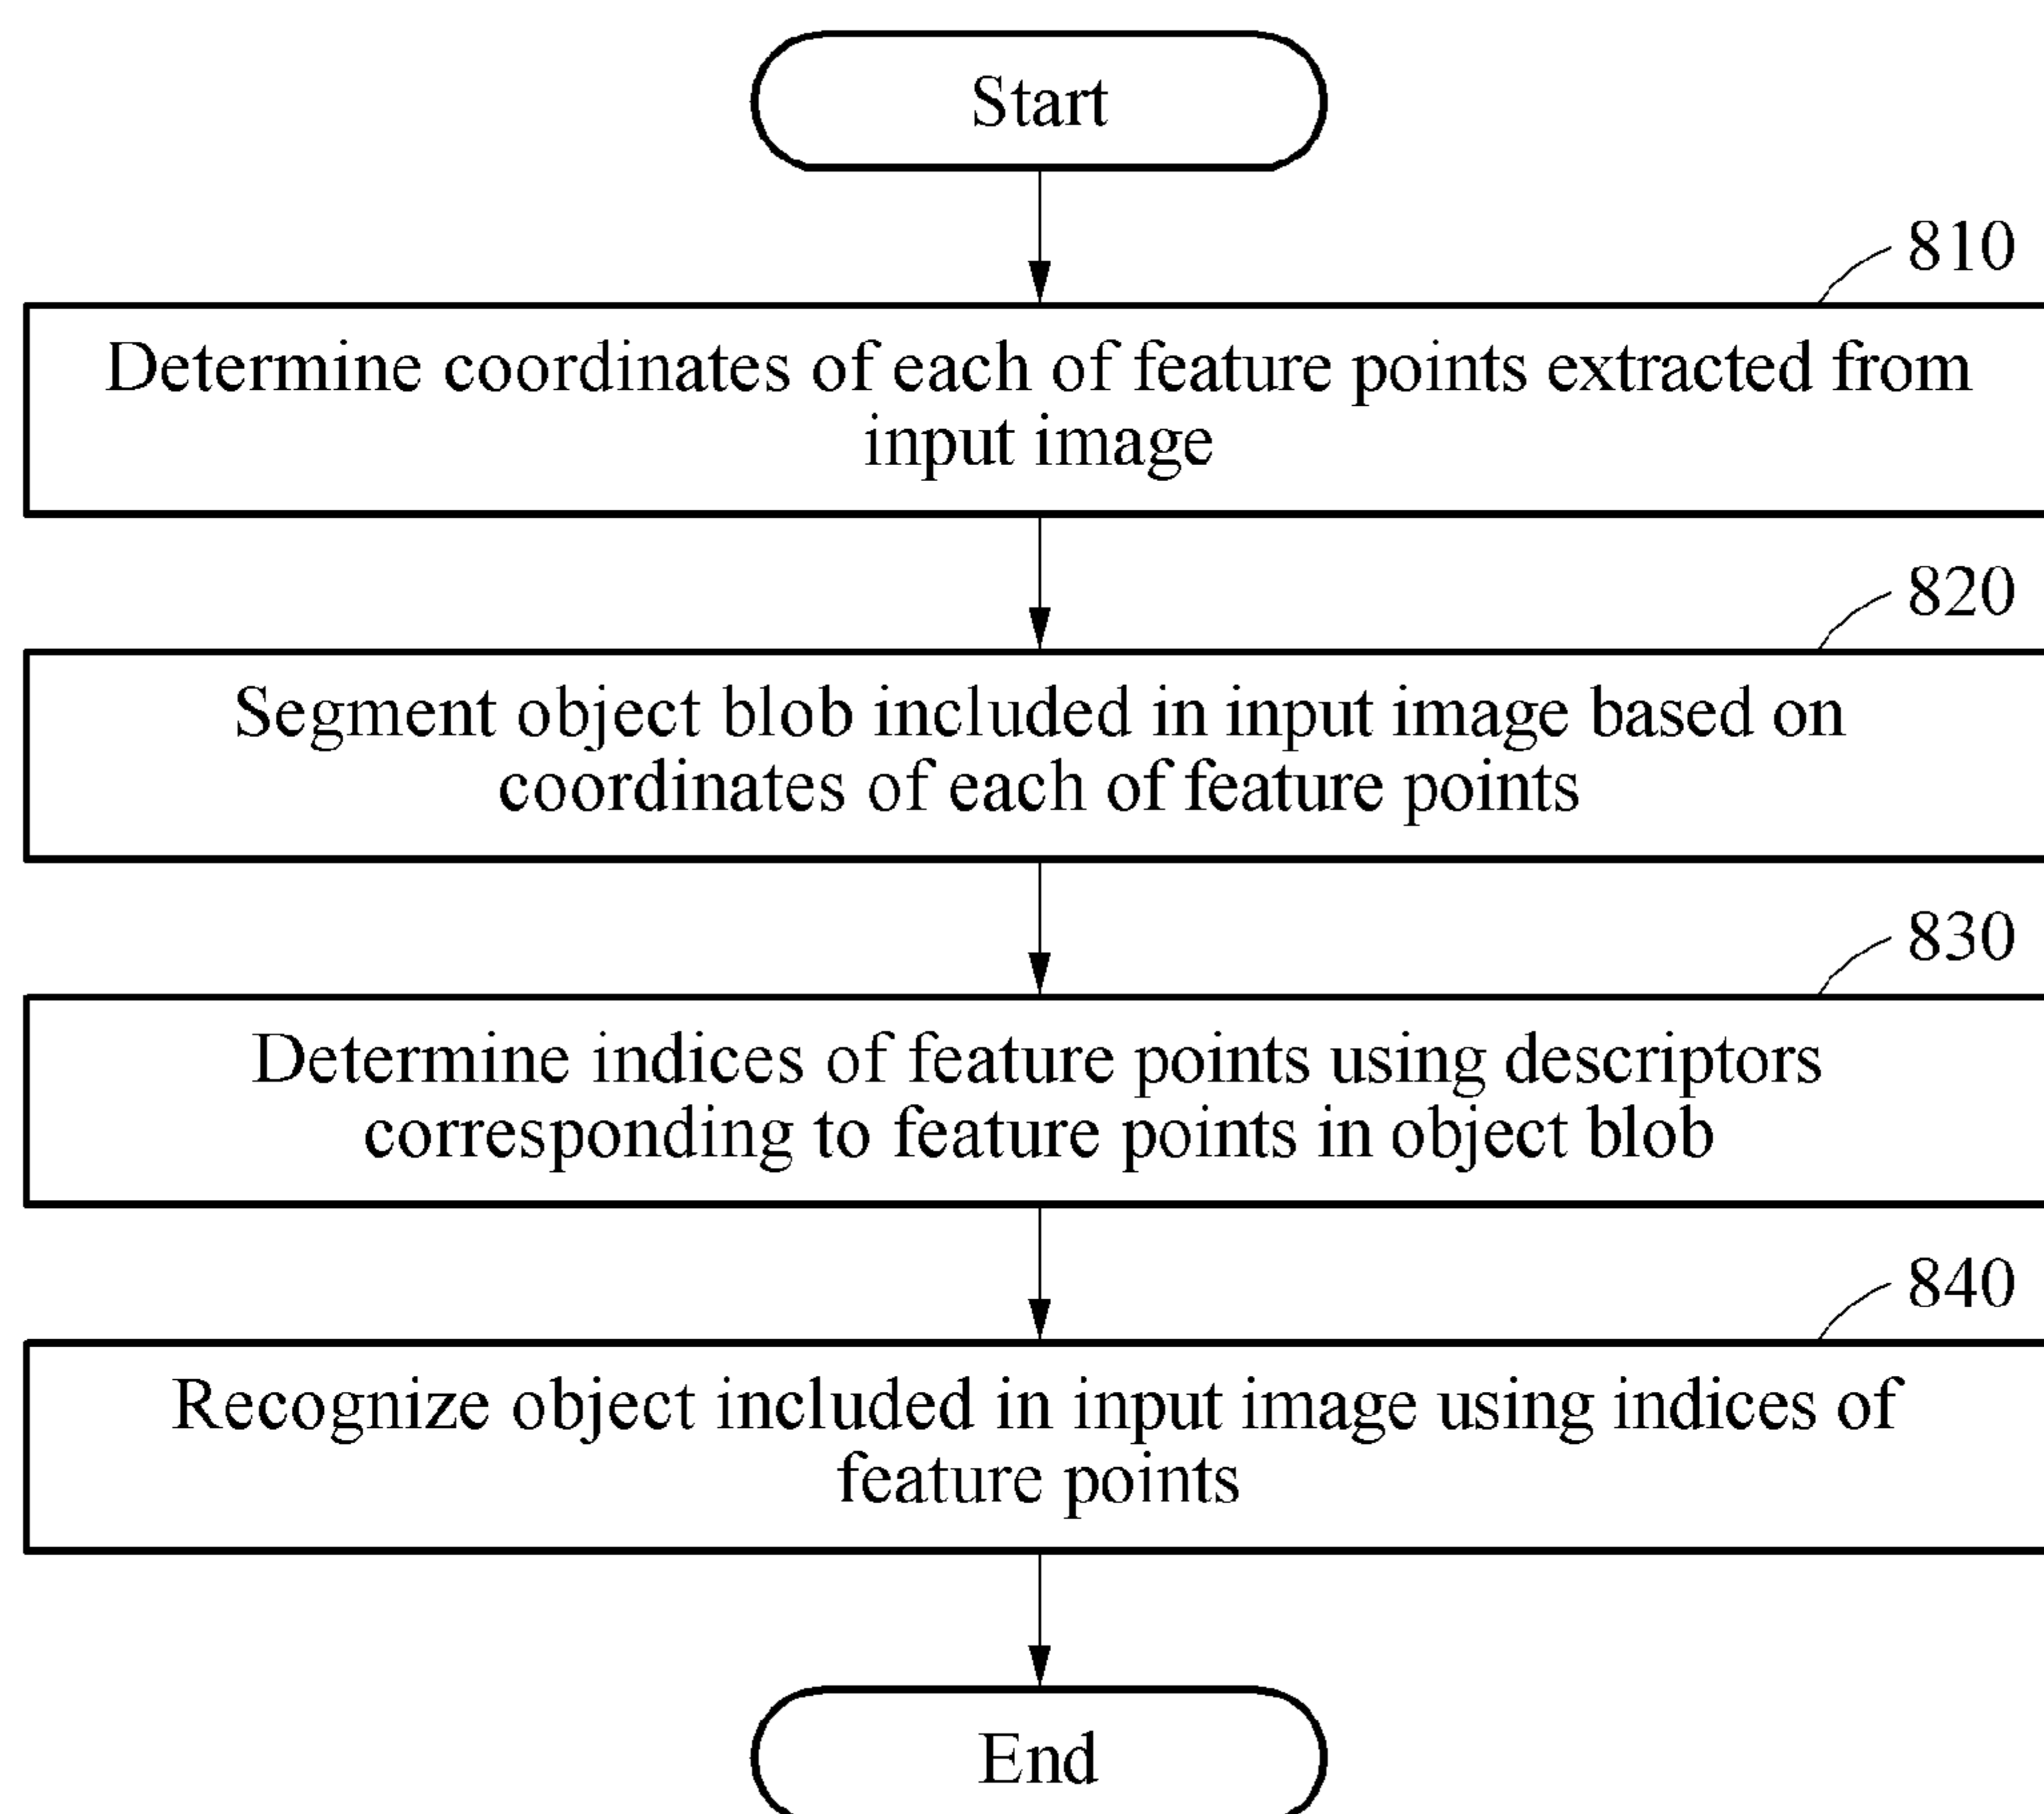 Start
810
Determine coordinates of each of feature points extracted from
input image
820
Segment object blob included in input image based on
coordinates of each of feature points
830
Determine indices of feature points using descriptors
corresponding to feature points in object blob
840
Recognize object included in input image using indices of
feature points
End